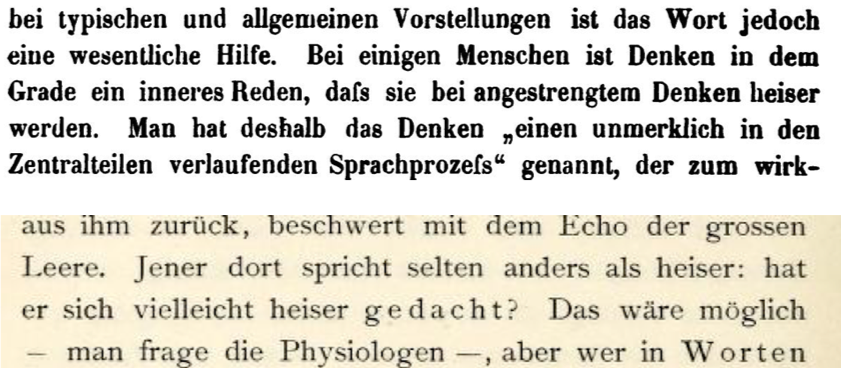 bei typischen und allgemeinen Vorstellungen ist das Wort jedoch
eine wesentliche Hilfe. Bei einigen Menschen ist Denken in dem
Grade ein inneres Reden, daſs sie bei angestrengtem Denken heiser
werden. Man hat deshalb das Denken „einen unmerklich in den
Zentralteilen verlaufenden Sprachprozeſs“ genannt, der zum wirk-
aus ihm zurück, beschwert mit dem Echo der grossen
Leere. Jener dort spricht selten anders als heiser: hat
er sich vielleicht heiser gedacht? Das wäre möglich
— man frage die Physiologen —, aber wer in Worten